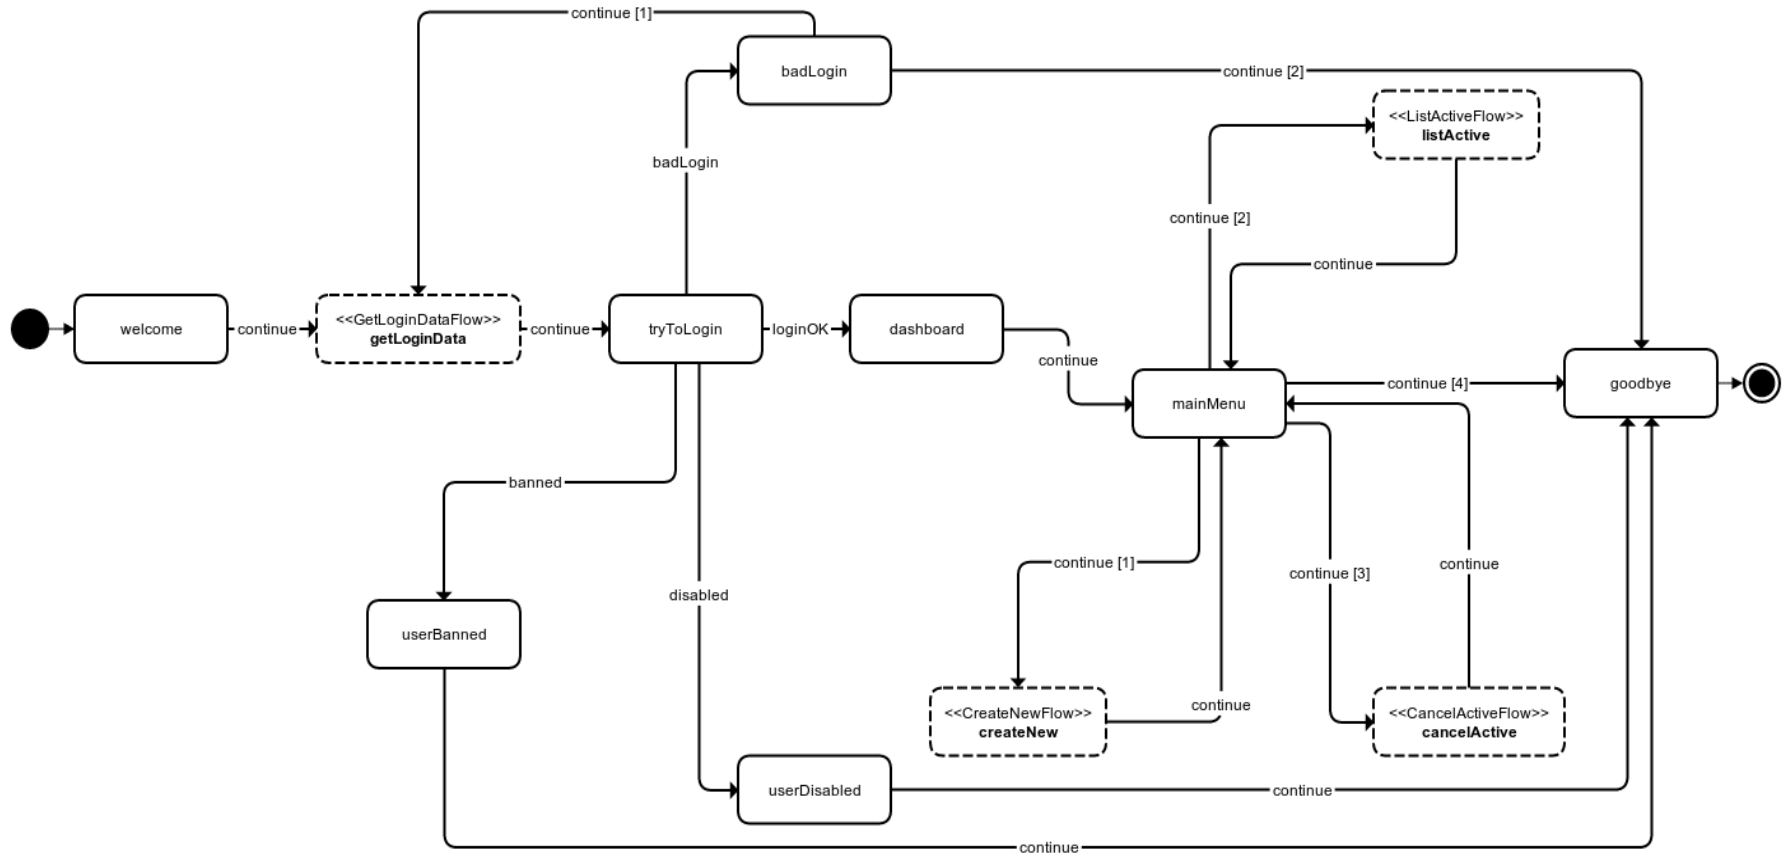 continue [1]
badLogin
continue [2]
<<ListActiveFlow>>
listActive
badLogin
continue [2]
continue
welcome
continue
<<GetLoginDataFlow>>
getLoginData
continue
tryToLogin
loginOK
dashboard
continue
mainMenu
continue [4]
goodbye
banned
continue [1]
continue [3]
continue
disabled
userBanned
<<CreateNewFlow>>
createNew
continue
<<CancelActiveFlow>>
cancelActive
userDisabled
continue
continue